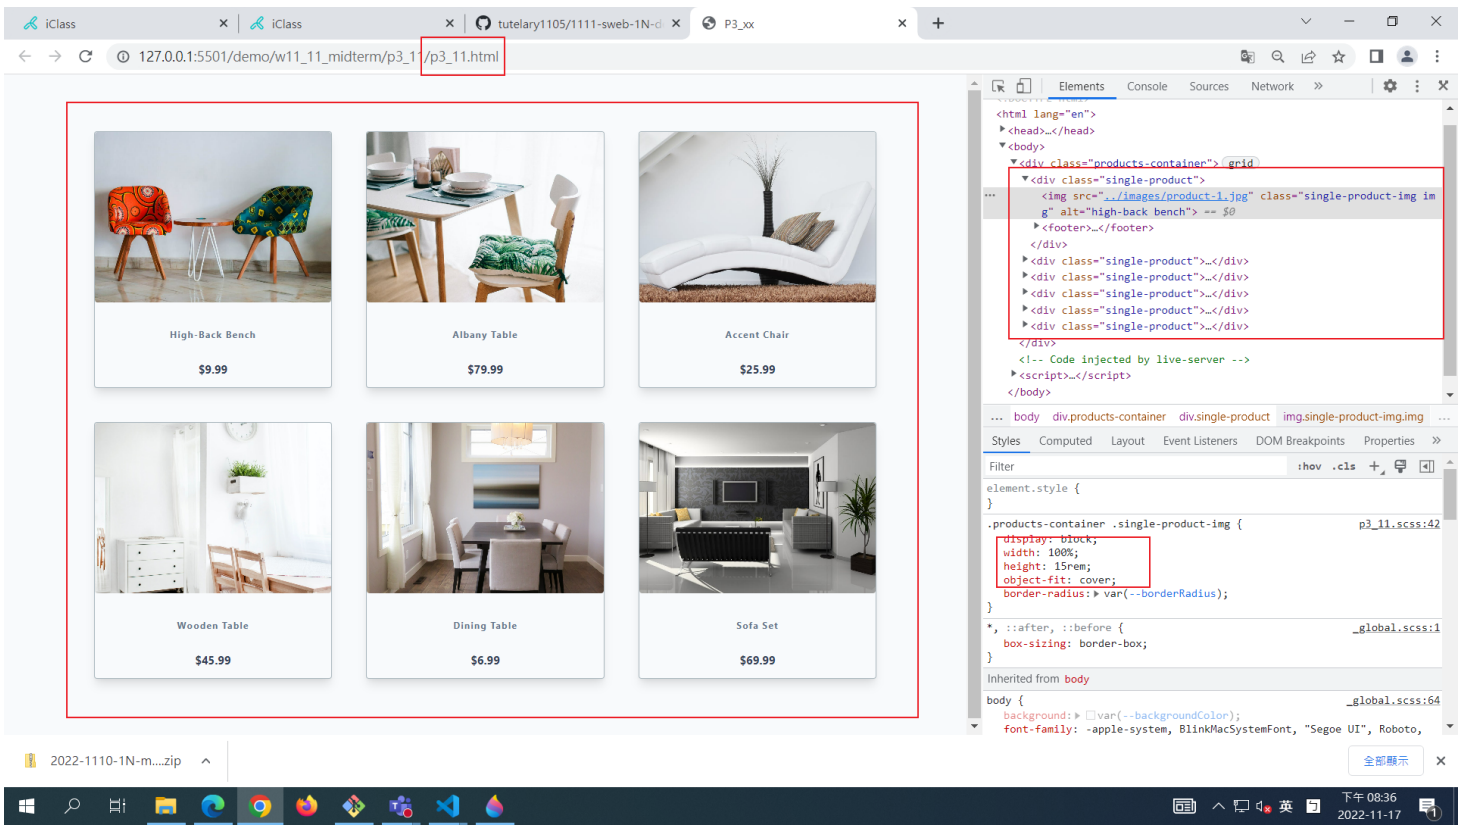 iClass
iClass
tutelary1105/1111-sweb-1N-d
P3_xx
127.0.0.1:5501/demo/w11_11_midterm/p3_11/p3_11.html
Elements Console Sources Network »
<html lang="en">
<head>…</head>
<body>
<div class="products-container"> grid
<div class="single-product">
<img src="../images/product-1.jpg" class="single-product-img im
g" alt="high-back bench"> == $0
<footer>…</footer>
</div>
<div class="single-product">…</div>
<div class="single-product">…</div>
<div class="single-product">…</div>
<div class="single-product">…</div>
<div class="single-product">…</div>
</div>
<!-- Code injected by live-server -->
<script>…</script>
</body>
... body div.products-container div.single-product img.single-product-img.img ...
Styles Computed Layout Event Listeners DOM Breakpoints Properties »
Filter
:hov .cls
element.style {
}
.products-container .single-product-img {
p3_11.scss:42
display: block;
width: 100%;
height: 15rem;
object-fit: cover;
border-radius: var(--borderRadius);
}
*, ::after, ::before {
_global.scss:1
box-sizing: border-box;
}
Inherited from body
body {
_global.scss:64
background: var(--backgroundColor);
font-family: -apple-system, BlinkMacSystemFont, "Segoe UI", Roboto,
High-Back Bench
$9.99
Albany Table
$79.99
Accent Chair
$25.99
Wooden Table
$45.99
Dining Table
$6.99
Sofa Set
$69.99
2022-1110-1N-m....zip
全部顯示
英
下午 08:36
2022-11-17
1